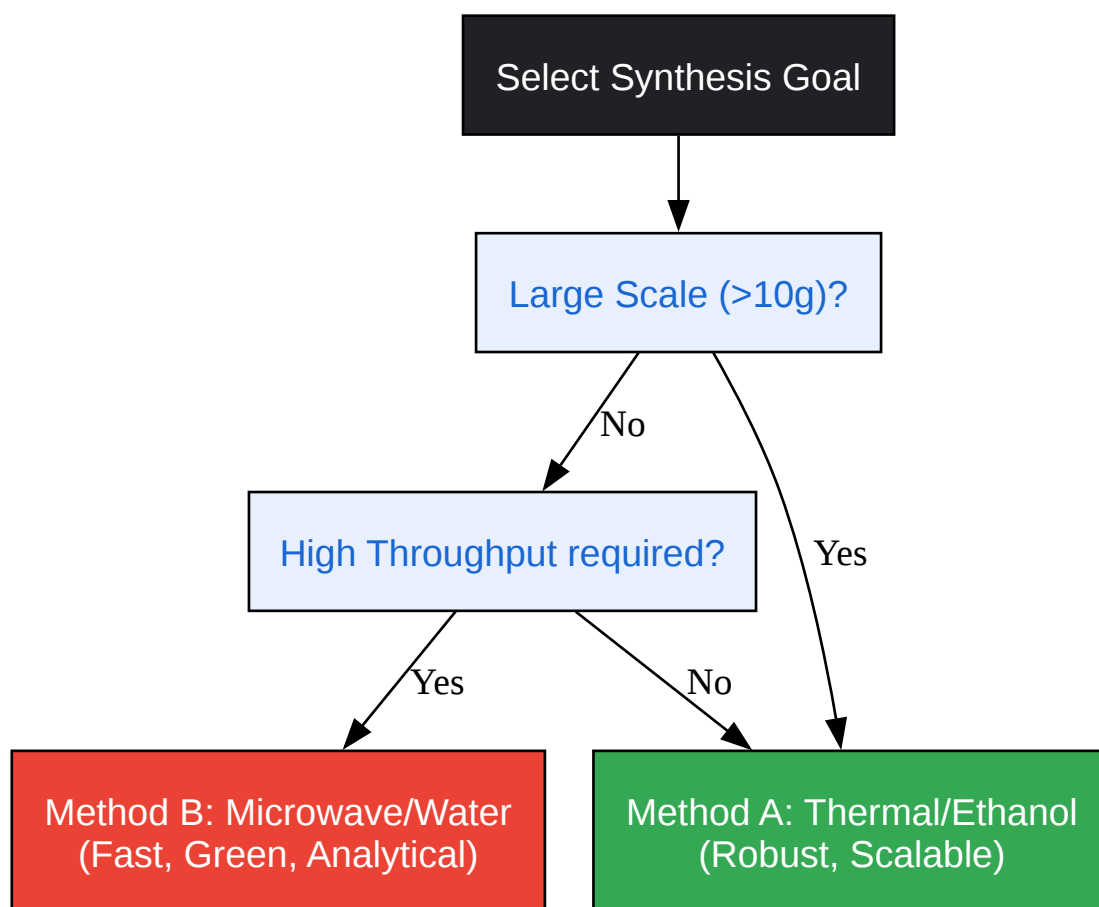 Select Synthesis Goal
Large Scale (>10g)?
No
Yes
High Throughput required?
Yes
No
Method B: Microwave/Water
(Fast, Green, Analytical)
Method A: Thermal/Ethanol
(Robust, Scalable)